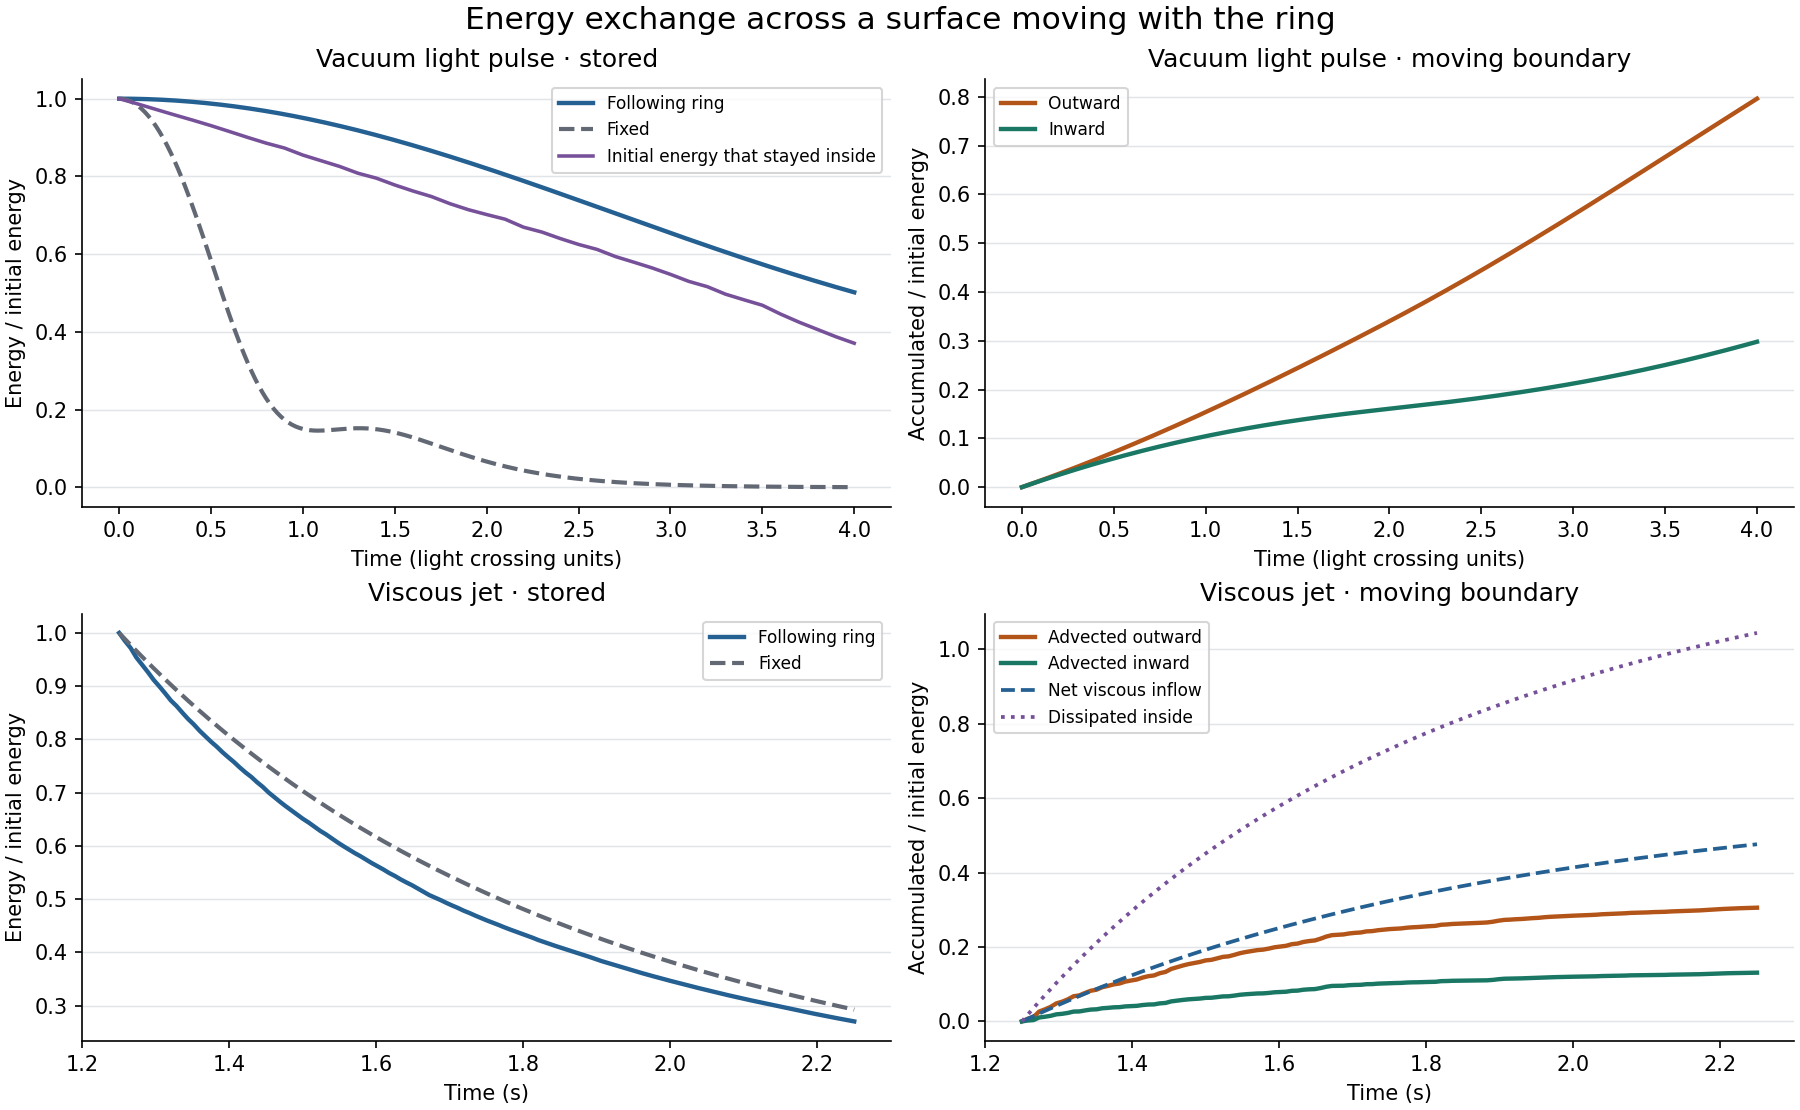 Energy exchange across a surface moving with the ring
Vacuum light pulse · stored
Energy / initial energy
1.0
0.8
0.6
0.4
0.2
0.0
Following ring
Fixed
Initial energy that stayed inside
0.0 0.5 1.0 1.5 2.0 2.5 3.0 3.5 4.0
Time (light crossing units)
Vacuum light pulse · moving boundary
Accumulated / initial energy
0.8
0.7
0.6
0.5
0.4
0.3
0.2
0.1
0.0
Outward
Inward
0.0 0.5 1.0 1.5 2.0 2.5 3.0 3.5 4.0
Time (light crossing units)
Viscous jet · stored
Energy / initial energy
1.0
0.9
0.8
0.7
0.6
0.5
0.4
0.3
Following ring
Fixed
1.2 1.4 1.6 1.8 2.0 2.2
Time (s)
Viscous jet · moving boundary
Accumulated / initial energy
1.0
0.8
0.6
0.4
0.2
0.0
Advected outward
Advected inward
Net viscous inflow
Dissipated inside
1.2 1.4 1.6 1.8 2.0 2.2
Time (s)